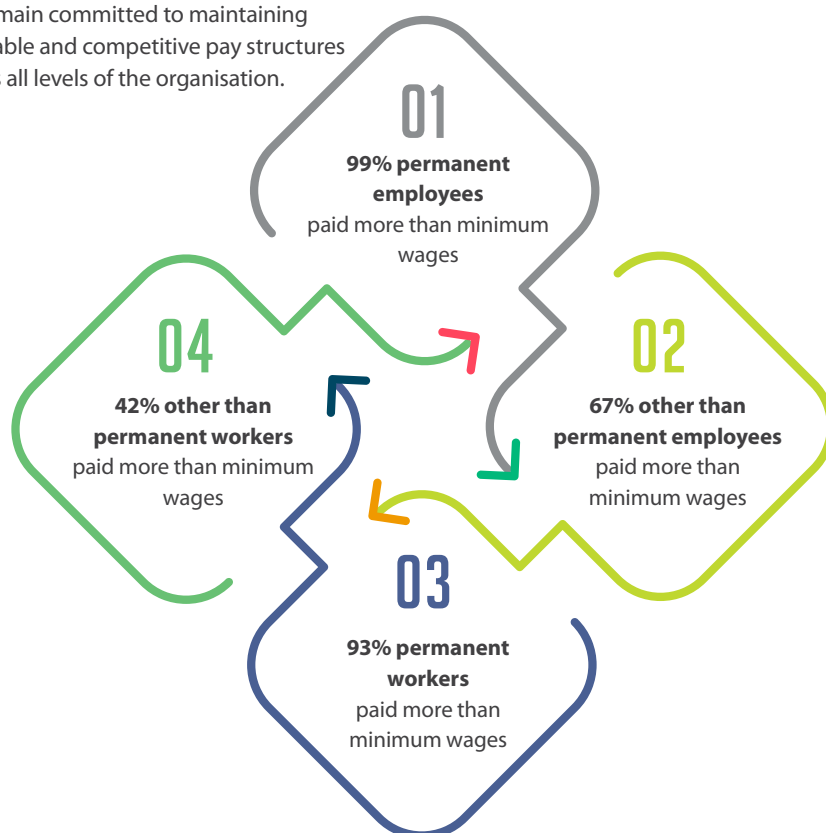 main committed to maintaining
able and competitive pay structures
s all levels of the organisation.
01
99% permanent
employees
paid more than minimum
wages
02
67% other than
permanent employees
paid more than
minimum wages
03
93% permanent
workers
paid more than
minimum wages
04
42% other than
permanent workers
paid more than minimum
wages